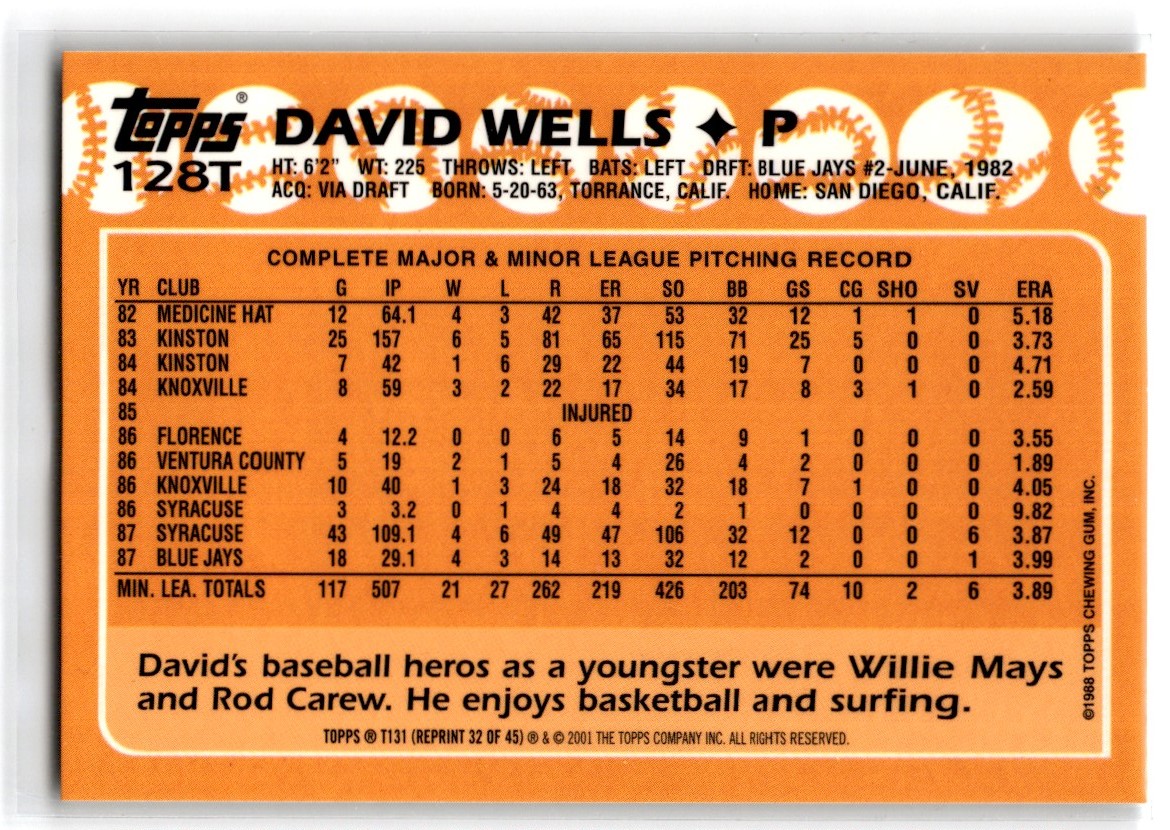 topps ® DAVID WELLS ✦ P
128T
HT: 6'2" WT: 225 THROWS: LEFT BATS: LEFT DRFT: BLUE JAYS #2-JUNE, 1982
ACQ: VIA DRAFT BORN: 5-20-63, TORRANCE, CALIF. HOME: SAN DIEGO, CALIF.
COMPLETE MAJOR & MINOR LEAGUE PITCHING RECORD
YR CLUB G IP W L R ER SO BB GS CG SHO SV ERA
82 MEDICINE HAT 12 64.1 4 3 42 37 53 32 12 1 1 0 5.18
83 KINSTON 25 157 6 5 81 65 115 71 25 5 0 0 3.73
84 KINSTON 7 42 1 6 29 22 44 19 7 0 0 0 4.71
84 KNOXVILLE 8 59 3 2 22 17 34 17 8 3 1 0 2.59
85 INJURED
86 FLORENCE 4 12.2 0 0 6 5 14 9 1 0 0 0 3.55
86 VENTURA COUNTY 5 19 2 1 5 4 26 4 2 0 0 0 1.89
86 KNOXVILLE 10 40 1 3 24 18 32 18 7 1 0 0 4.05
86 SYRACUSE 3 3.2 0 1 4 4 2 1 0 0 0 0 9.82
87 SYRACUSE 43 109.1 4 6 49 47 106 32 12 0 0 6 3.87
87 BLUE JAYS 18 29.1 4 3 14 13 32 12 2 0 0 1 3.99
MIN. LEA. TOTALS 117 507 21 27 262 219 426 203 74 10 2 6 3.89
David's baseball heros as a youngster were Willie Mays
and Rod Carew. He enjoys basketball and surfing.
TOPPS ® T131 (REPRINT 32 OF 45) ® & © 2001 THE TOPPS COMPANY INC. ALL RIGHTS RESERVED.
©1988 TOPPS CHEWING GUM, INC.